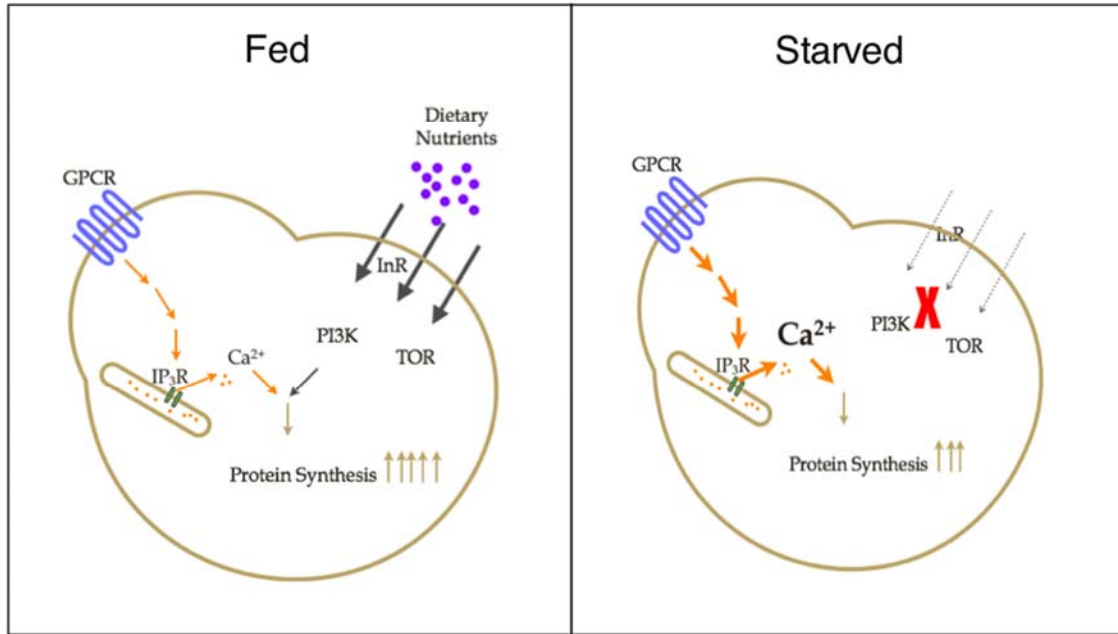 Fed
Dietary
Nutrients
GPCR
InR
PI3K
TOR
Ca²⁺
IP₃R
Protein Synthesis
Starved
GPCR
InR
PI3K
X
TOR
Ca²⁺
IP₃R
Protein Synthesis